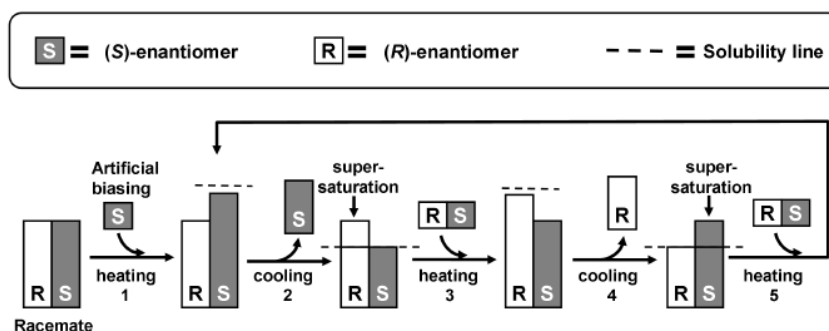 S = (S)-enantiomer
R = (R)-enantiomer
= Solubility line
Artificial
biasing
S
super-
saturation
S
R S
R
super-
saturation
R S
R S
heating
1
R S
cooling
2
R S
heating
3
R S
cooling
4
R S
heating
5
Racemate